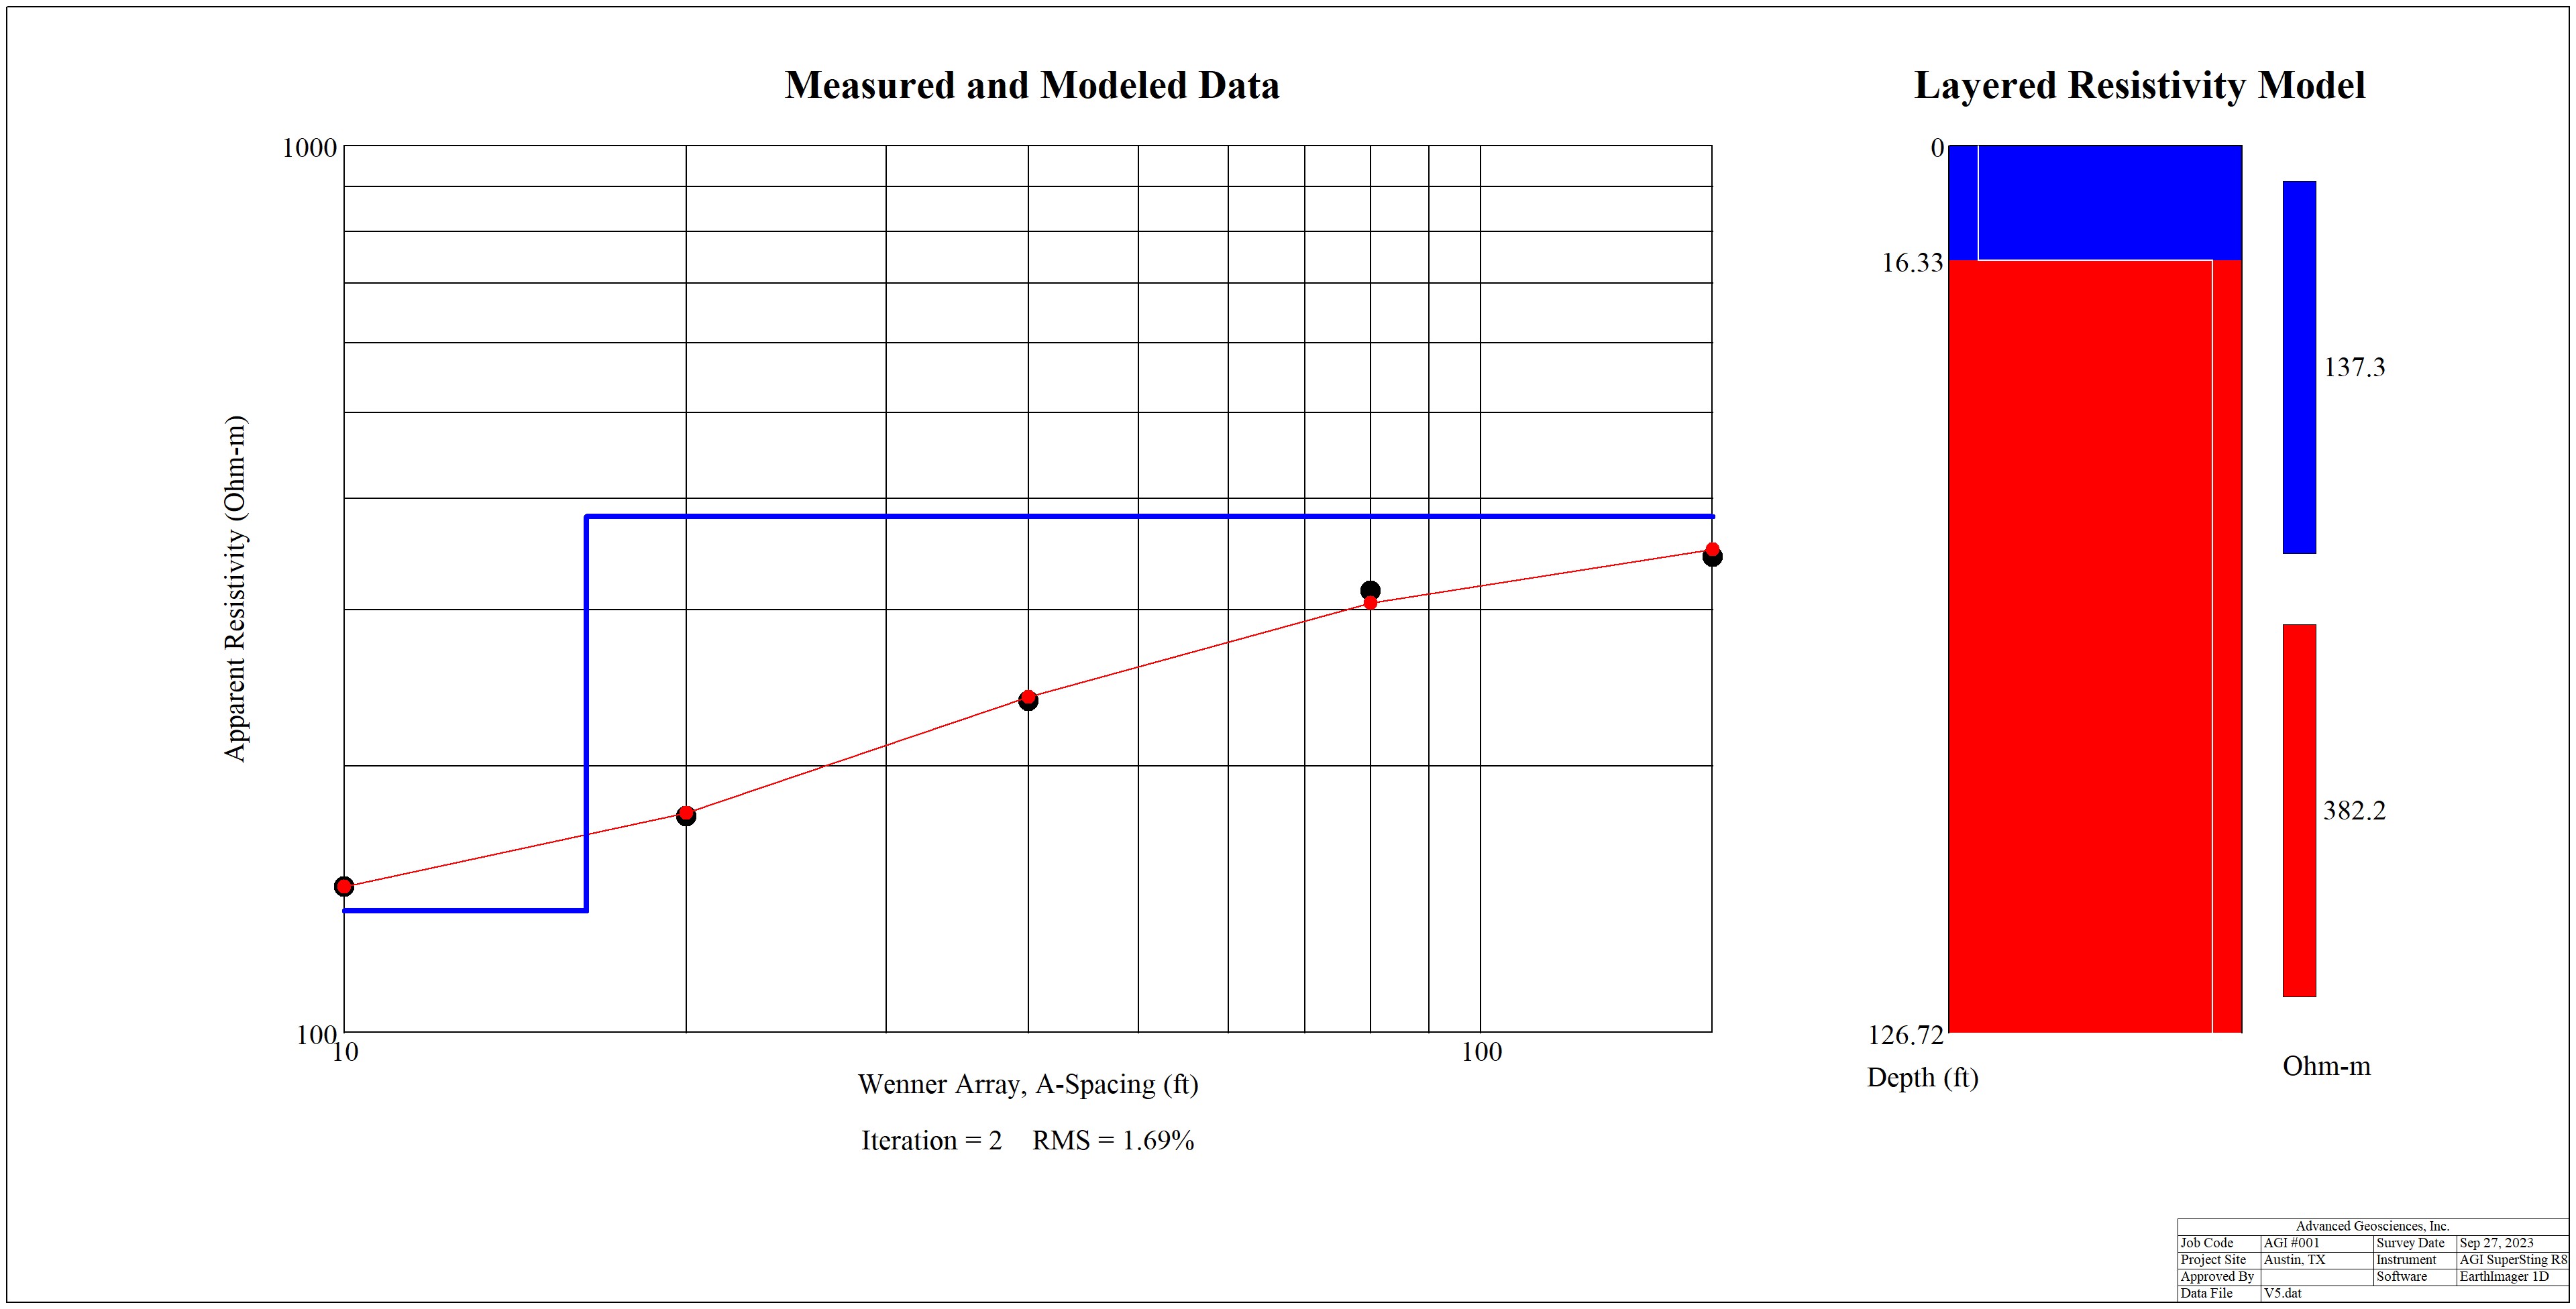 Measured and Modeled Data
1000
100
10
100
Apparent Resistivity (Ohm-m)
Wenner Array, A-Spacing (ft)
Iteration = 2 RMS = 1.69%
Layered Resistivity Model
0
16.33
126.72
Depth (ft)
137.3
382.2
Ohm-m
Advanced Geosciences, Inc.
Job Code AGI #001 Survey Date Sep 27, 2023
Project Site Austin, TX Instrument AGI SuperSting R8
Approved By Software EarthImager 1D
Data File V5.dat